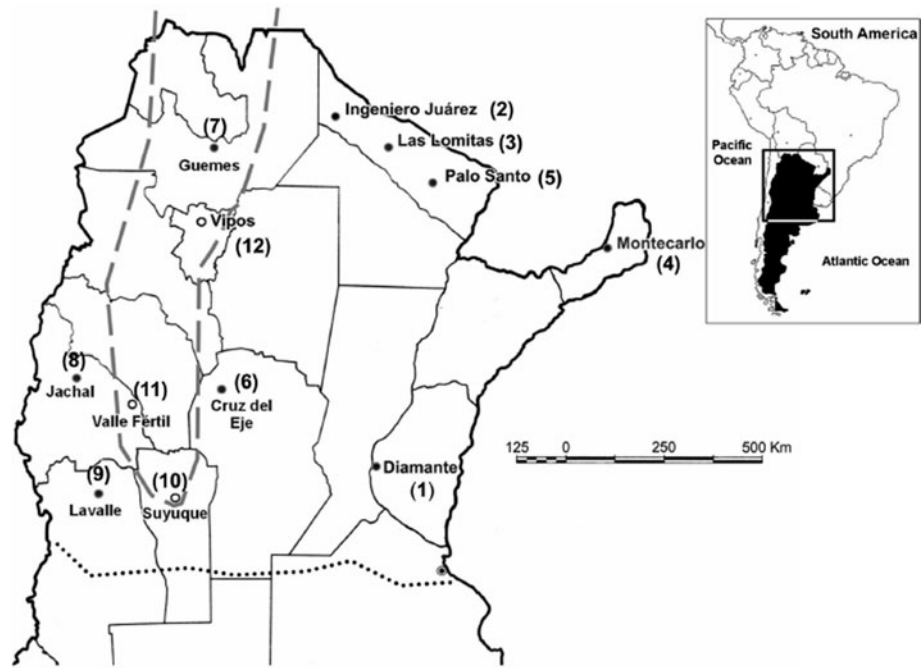 South America
Pacific
Ocean
Atlantic Ocean
Ingeniero Juárez (2)
(7)
Guemes
Las Lomitas (3)
Palo Santo (5)
Vipos
(12)
Montecarlo
(4)
(8)
Jachal
(11)
Valle Fértil
(6)
Cruz del
Eje
125 0 250 500 Km
Diamante
(1)
(9)
Lavalle
(10)
Suyuque